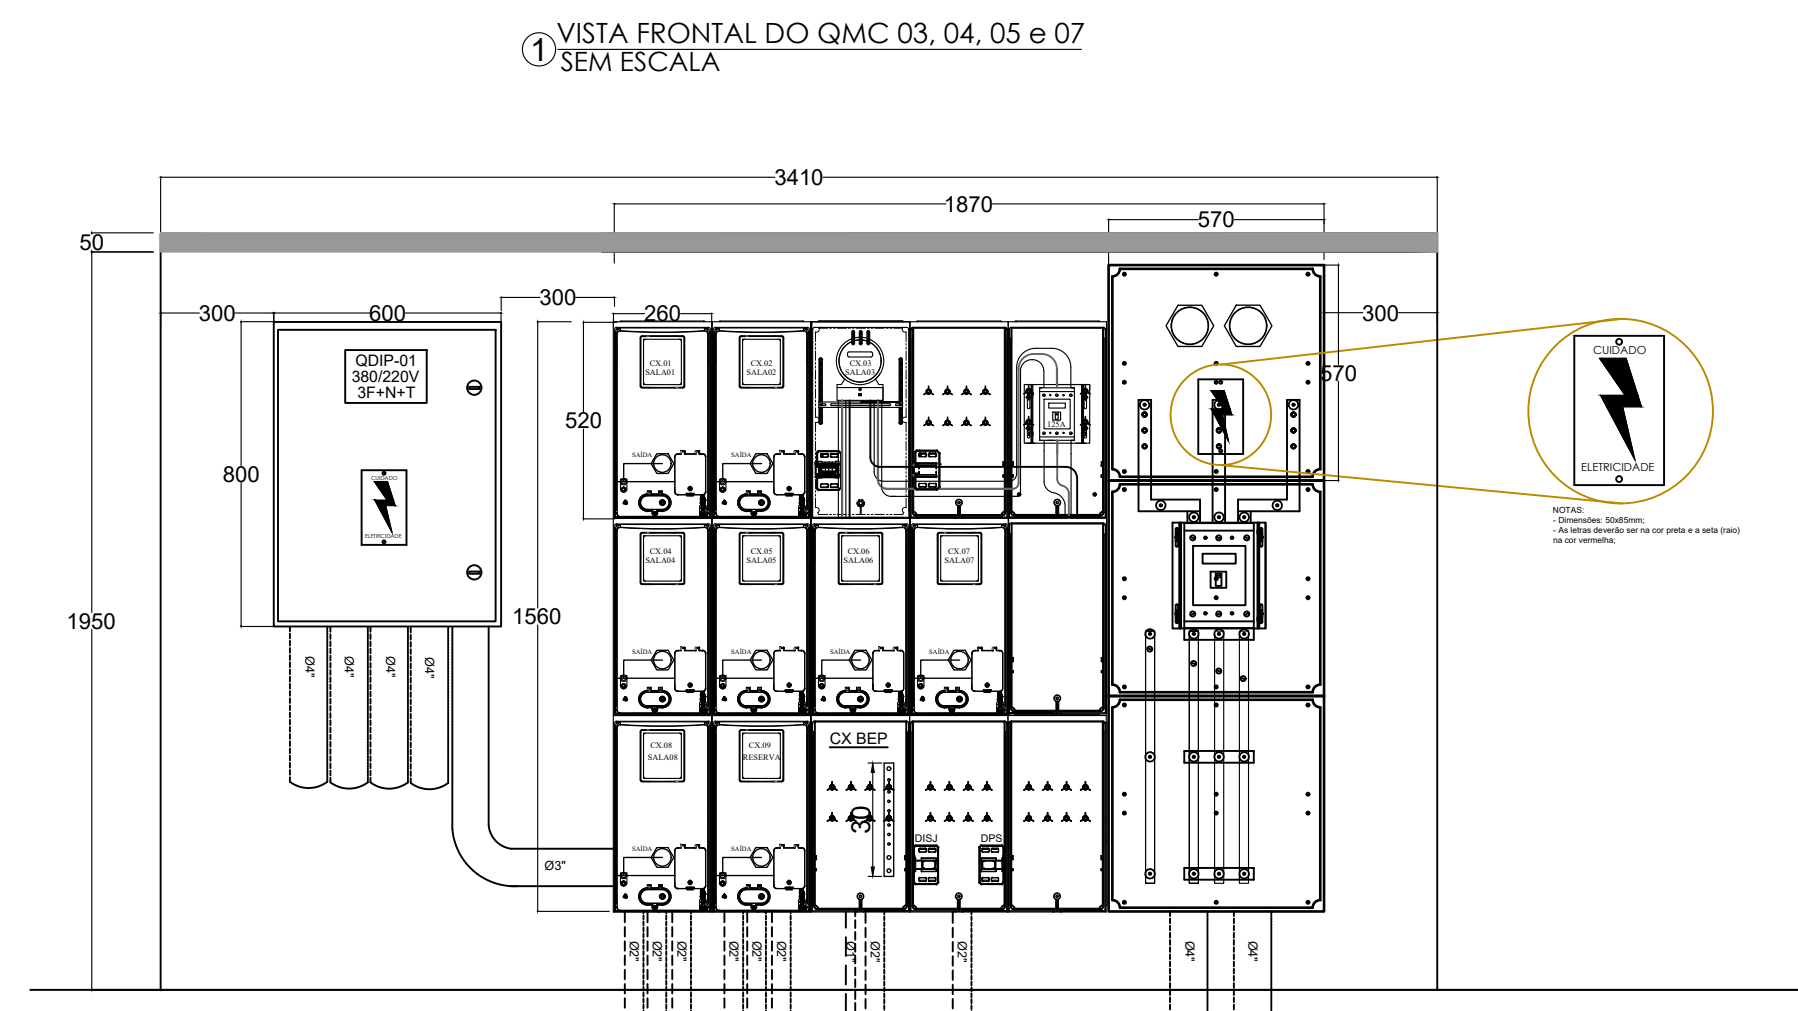 1 VISTA FRONTAL DO QMC 03, 04, 05 e 07
SEM ESCALA
3410
1870
570
50
300
600
300
260
300
QDIP-01
380/220V
3F+N+T
CX.01
SALA01
CX.02
SALA02
CX.03
SALA03
570
CUIDADO
ELETRICIDADE
520
125A
800
SAÍDA
SAÍDA
CUIDADO
ELETRICIDADE
NOTAS:
- Dimensões: 50x85mm;
- As letras deverão ser na cor preta e a seta (raio)
na cor vermelha;
CX.04
SALA04
CX.05
SALA05
CX.06
SALA06
CX.07
SALA07
1950
1560
Ø4"
Ø4"
Ø4"
Ø4"
SAÍDA
SAÍDA
SAÍDA
SAÍDA
CX.08
SALA08
CX.09
RESERVA
CX BEP
30
DISJ
DPS
SAÍDA
SAÍDA
Ø3"
Ø2"
Ø2"
Ø2"
Ø2"
Ø2"
Ø2"
Ø1"
Ø2"
Ø2"
Ø4"
Ø4"